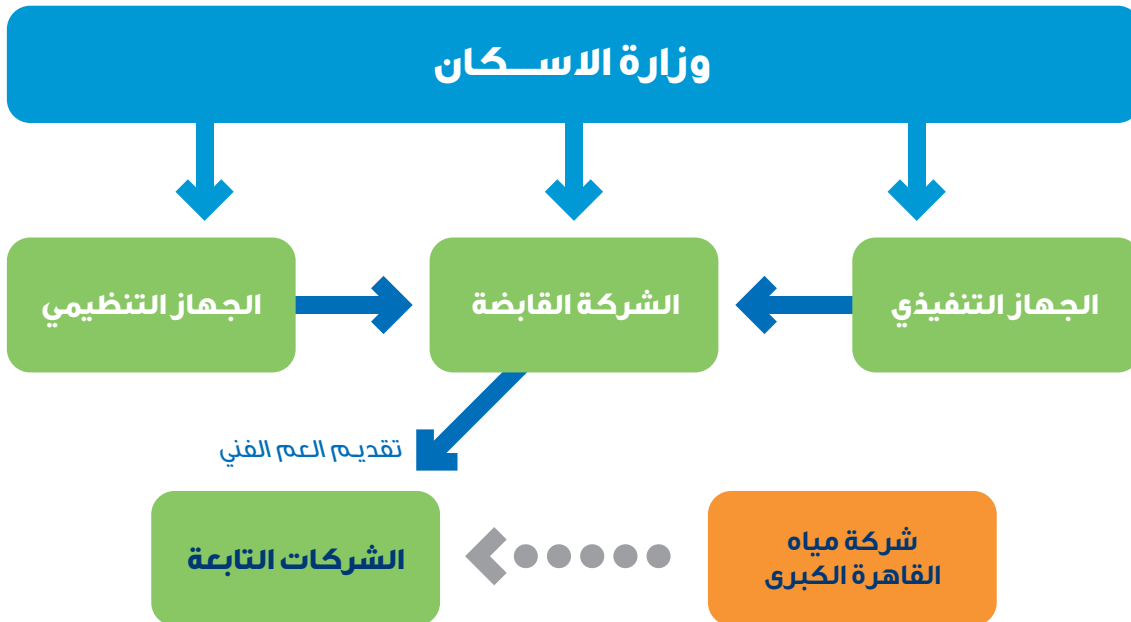 وزارة الاســكان
الجهاز التنفيذي
الشركة القابضة
الجهاز التنظيمي
تقديم العم الفني
شركة مياه
القاهرة الكبرى
الشركات التابعة